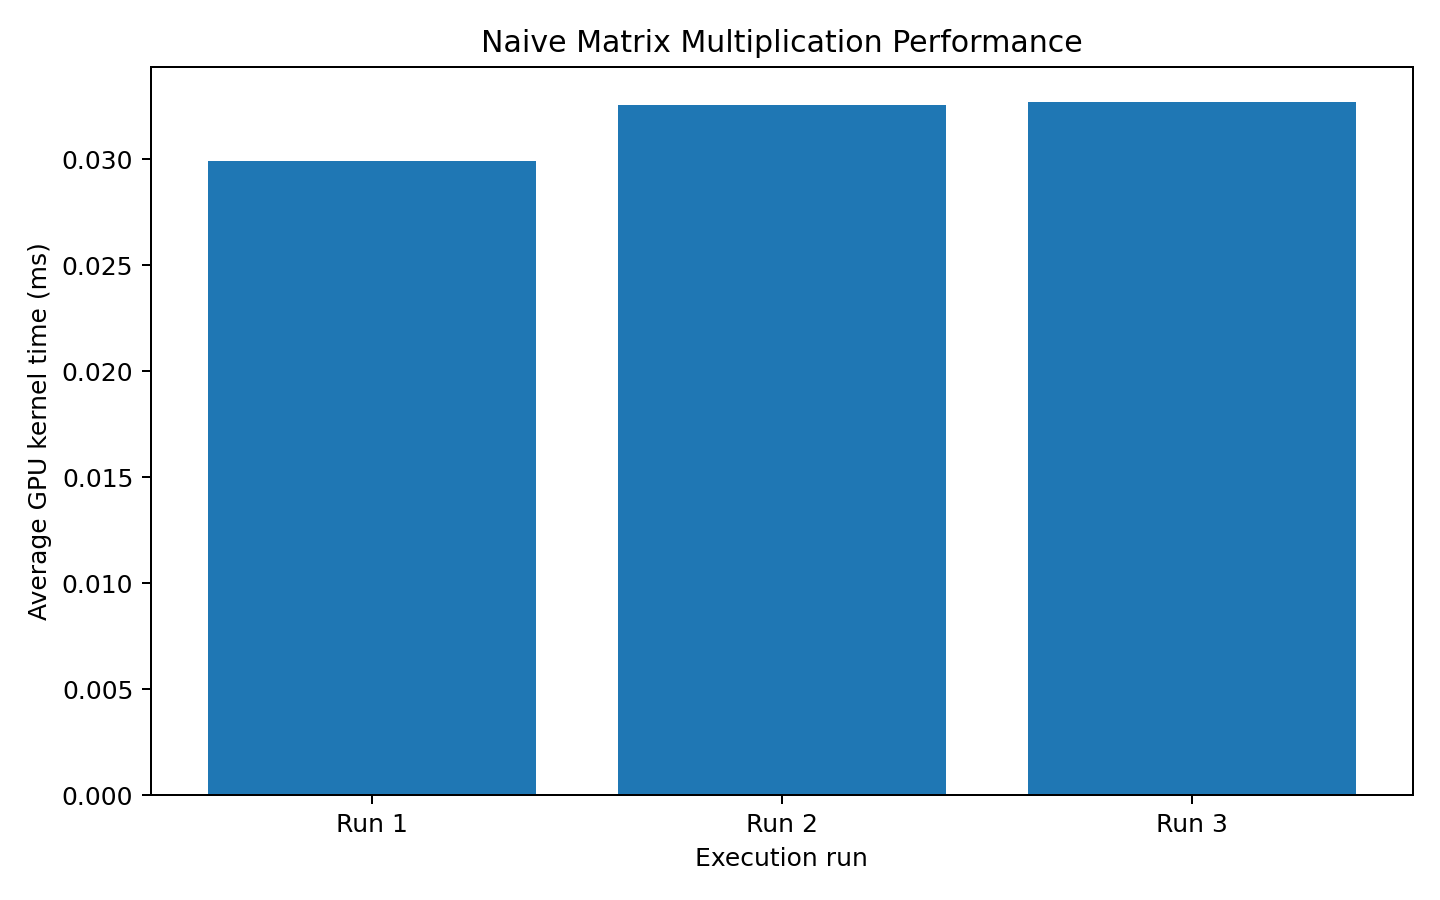 Naive Matrix Multiplication Performance
Average GPU kernel time (ms)
0.030
0.025
0.020
0.015
0.010
0.005
0.000
Run 1
Run 2
Run 3
Execution run